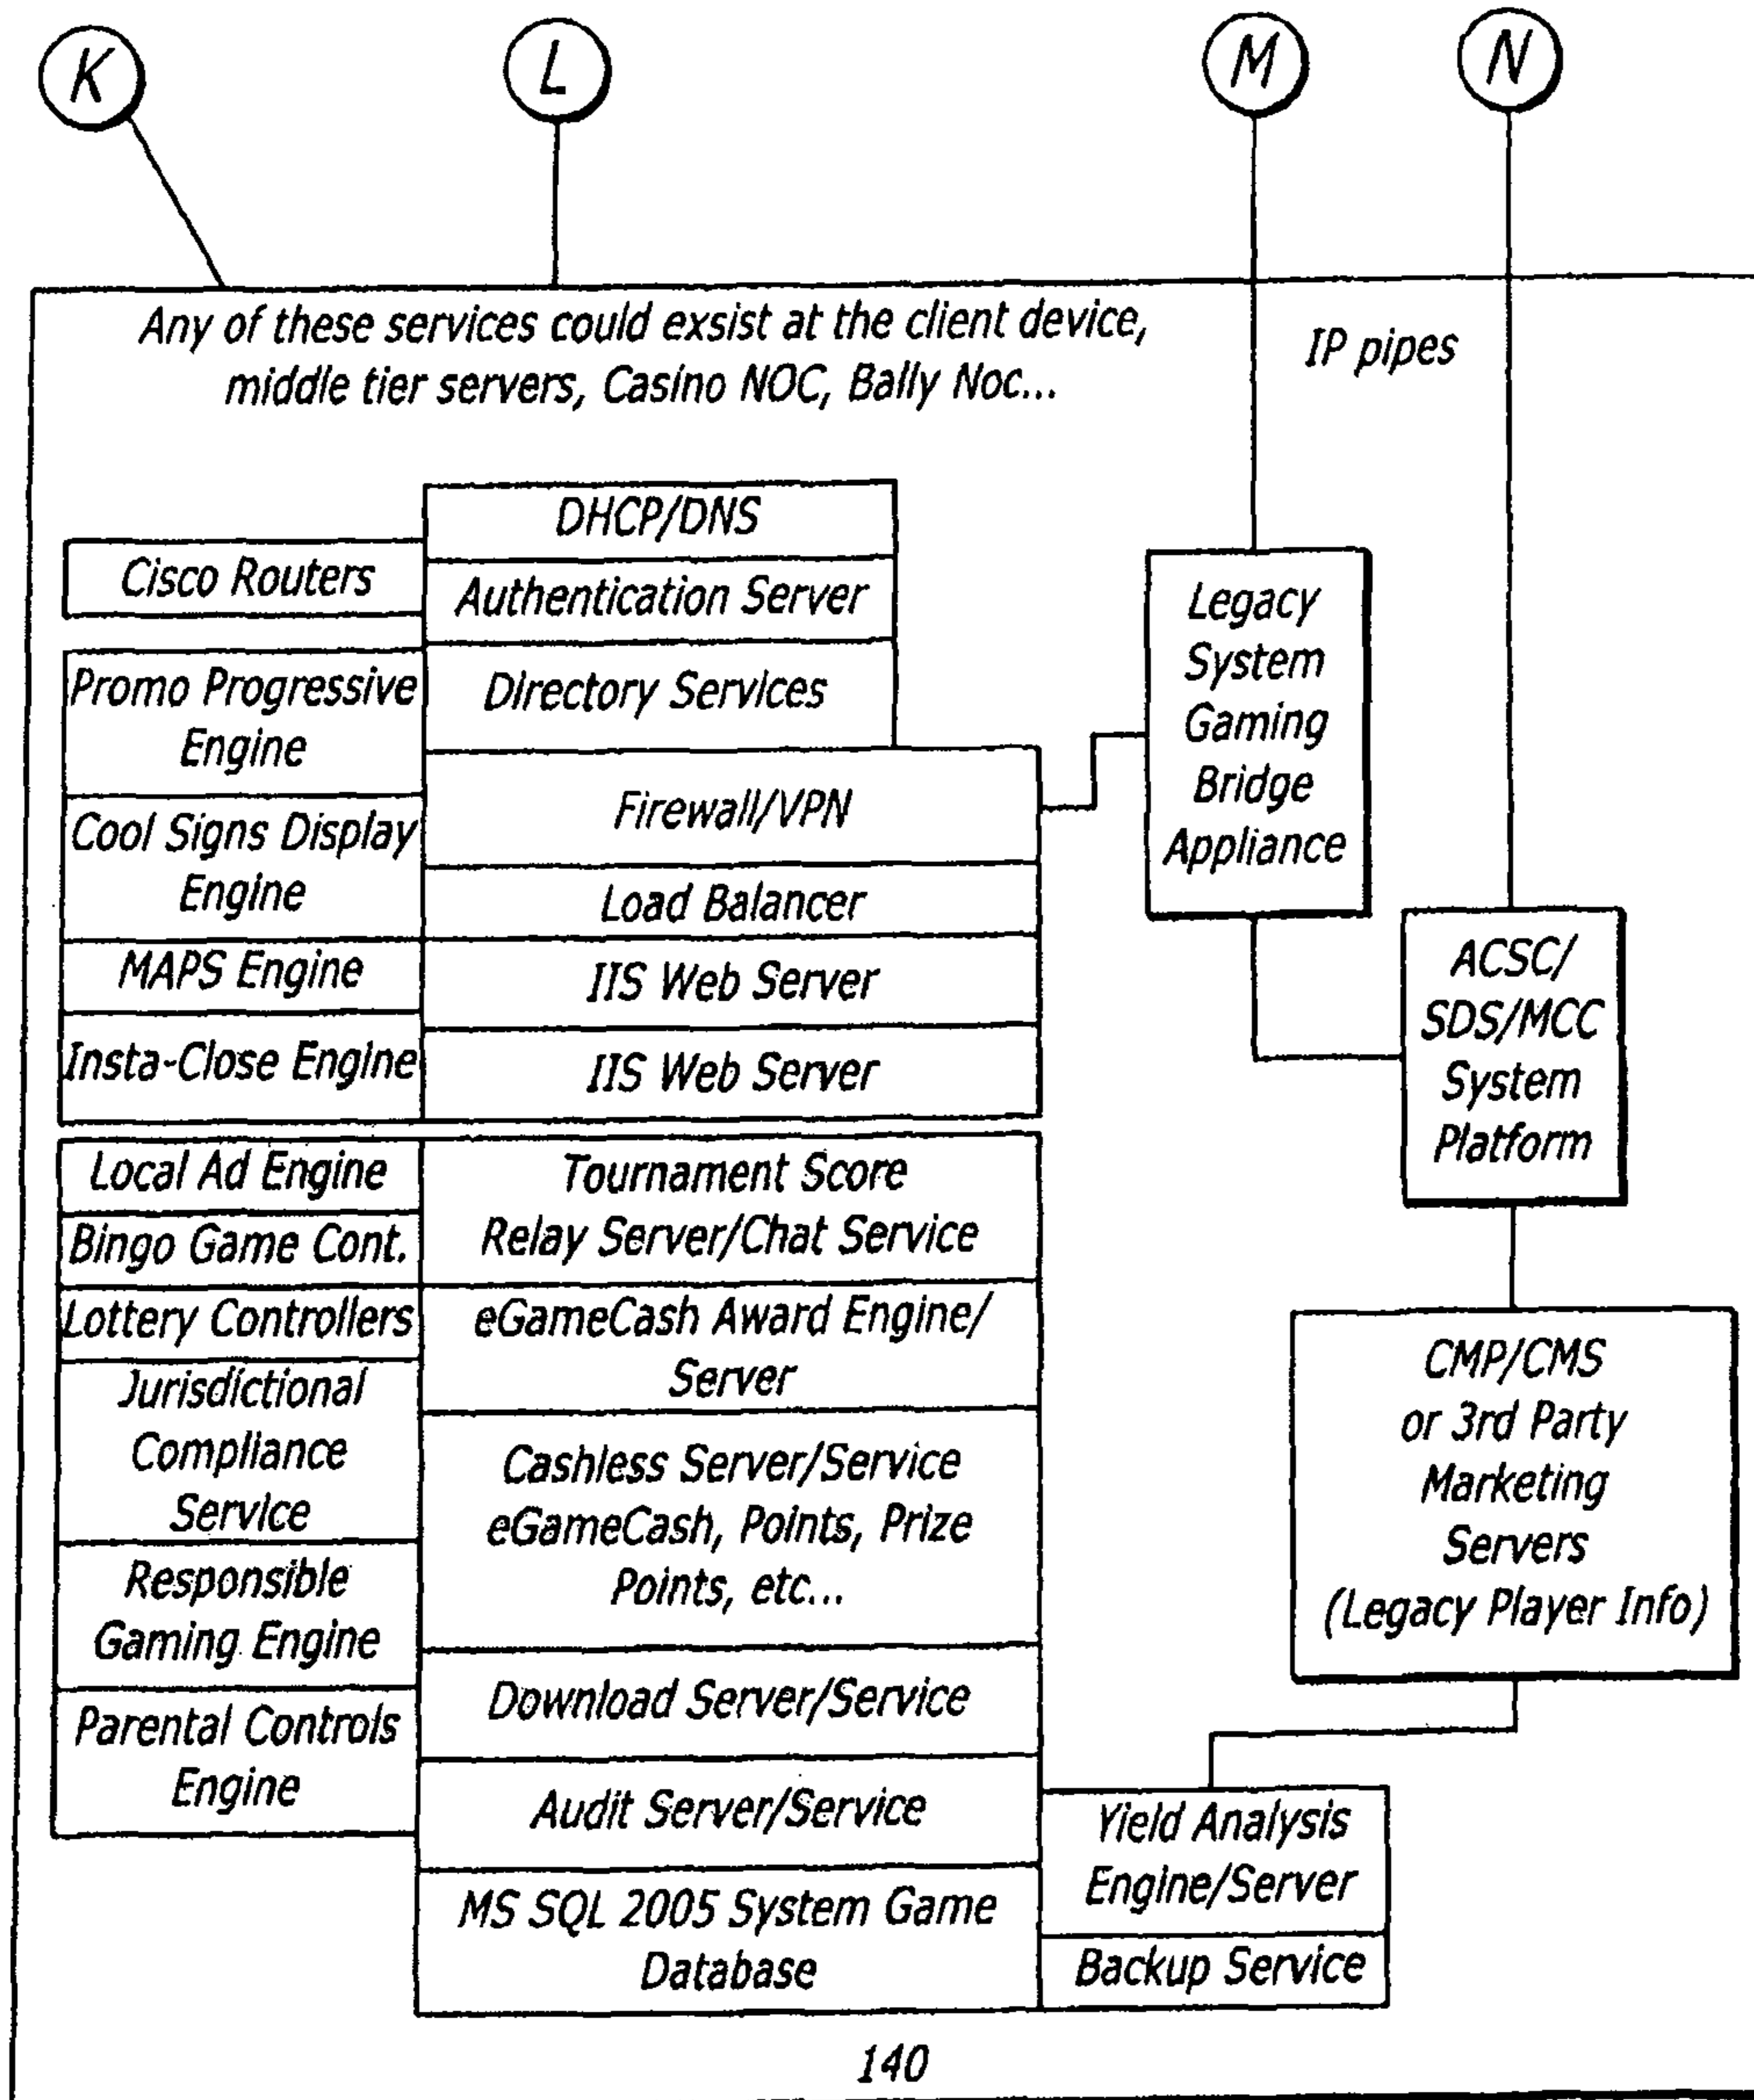 K
L
M
N
Any of these services could exsist at the client device,
middle tier servers, Casino NOC, Bally Noc...
IP pipes
DHCP/DNS
Cisco Routers
Authentication Server
Promo Progressive
Engine
Directory Services
Cool Signs Display
Engine
Firewall/VPN
Load Balancer
MAPS Engine
IIS Web Server
Insta-Close Engine
IIS Web Server
Legacy
System
Gaming
Bridge
Appliance
ACSC/
SDS/MCC
System
Platform
Local Ad Engine
Bingo Game Cont.
Lottery Controllers
Jurisdictional
Compliance
Service
Responsible
Gaming Engine
Parental Controls
Engine
Tournament Score
Relay Server/Chat Service
eGameCash Award Engine/
Server
Cashless Server/Service
eGameCash, Points, Prize
Points, etc...
Download Server/Service
Audit Server/Service
MS SQL 2005 System Game
Database
CMP/CMS
or 3rd Party
Marketing
Servers
(Legacy Player Info)
Yield Analysis
Engine/Server
Backup Service
140